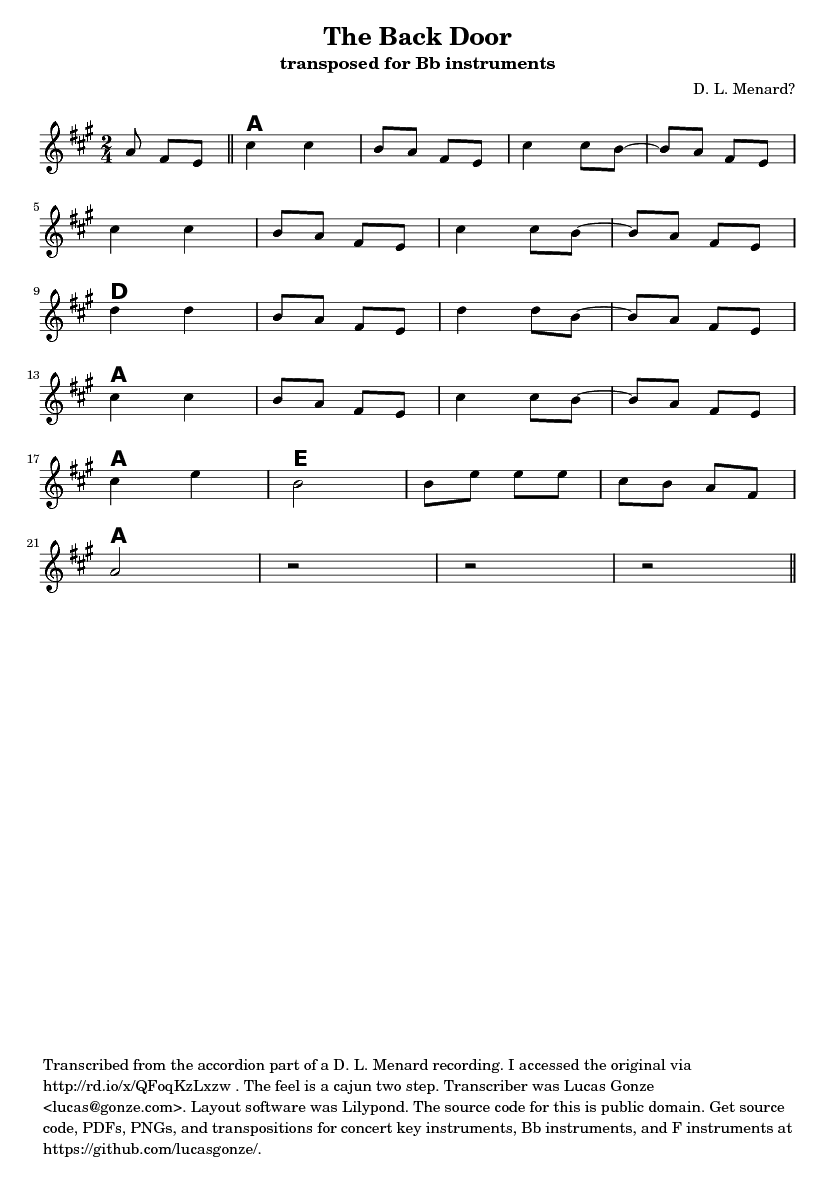 The Back Door
transposed for Bb instruments
D. L. Menard?
A
5
9
D
13
A
17
A E
21
A
Transcribed from the accordion part of a D. L. Menard recording. I accessed the original via
http://rd.io/x/QFoqKzLxzw . The feel is a cajun two step. Transcriber was Lucas Gonze
<lucas@gonze.com>. Layout software was Lilypond. The source code for this is public domain. Get source
code, PDFs, PNGs, and transpositions for concert key instruments, Bb instruments, and F instruments at
https://github.com/lucasgonze/.